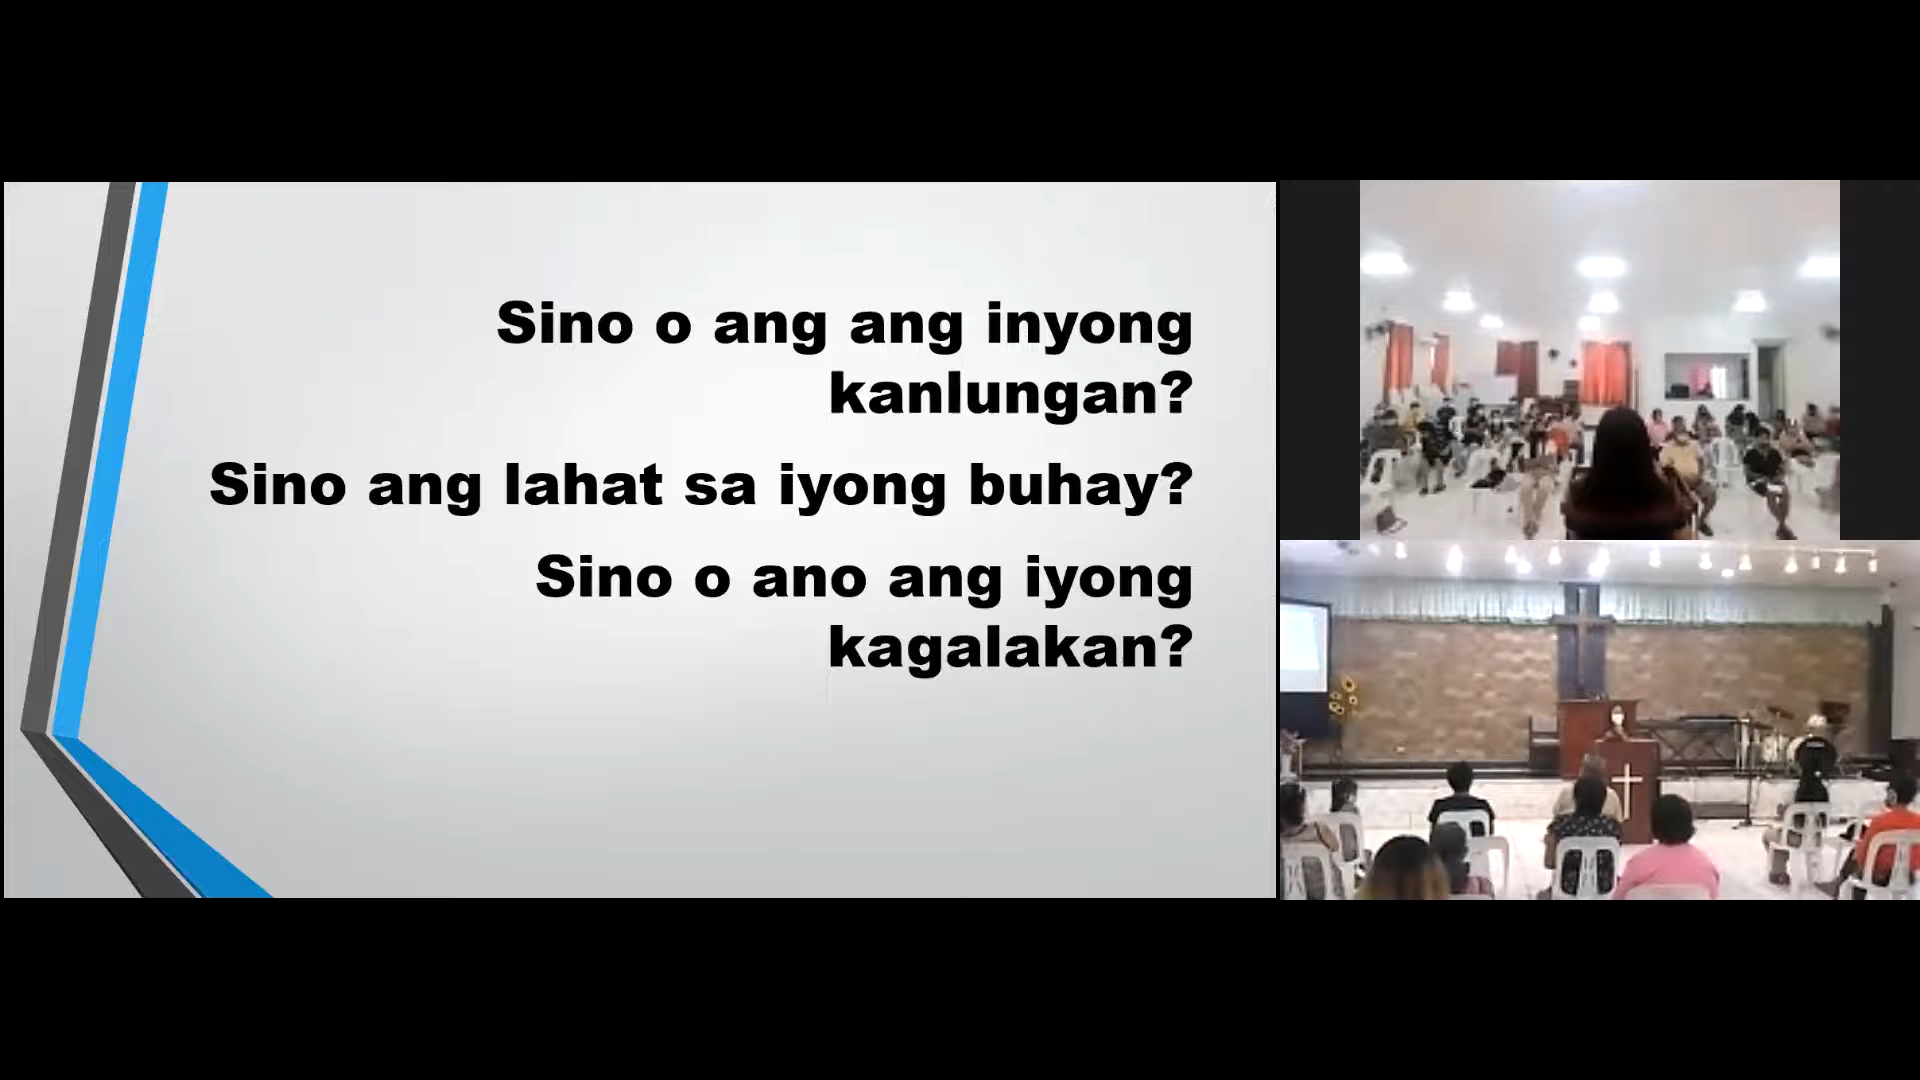 Sino o ang ang inyong
kanlungan?
Sino ang lahat sa iyong buhay?
Sino o ano ang iyong
kagalakan?